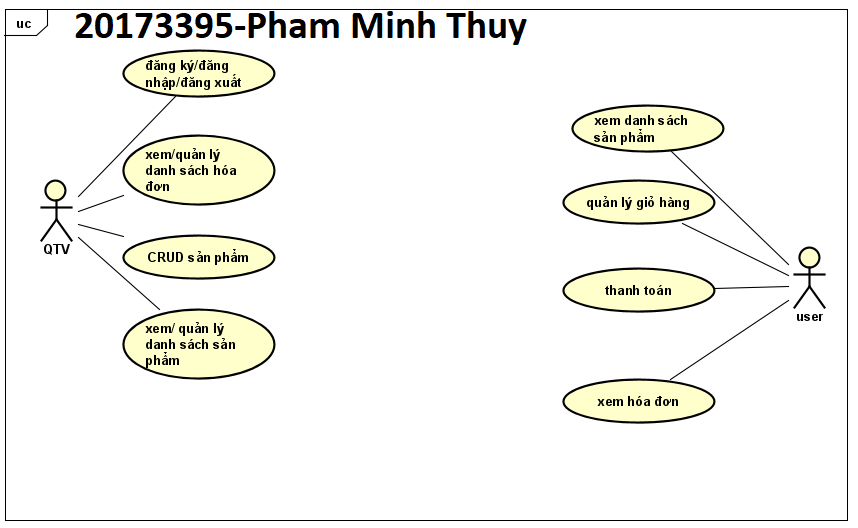 uc
20173395-Pham Minh Thuy
đăng ký/đăng
nhập/đăng xuất
xem/quản lý
danh sách hóa
đơn
QTV
CRUD sản phẩm
xem/ quản lý
danh sách sản
phẩm
xem danh sách
sản phẩm
quản lý giỏ hàng
thanh toán
user
xem hóa đơn